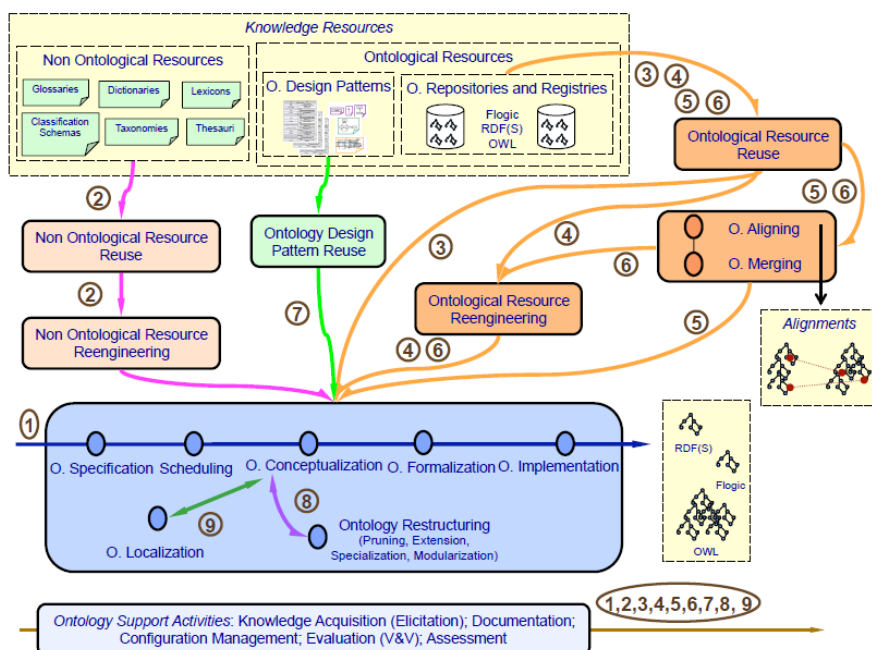 Knowledge Resources
Non Ontological Resources
Glossaries
Dictionaries
Lexicons
Classification
Schemas
Taxonomies
Thesauri
Ontological Resources
O. Design Patterns
O. Repositories and Registries
Flogic
RDF(S)
OWL
3 4
5 6
Ontological Resource
Reuse
5 6
2
Non Ontological Resource
Reuse
2
Non Ontological Resource
Reengineering
Ontology Design
Pattern Reuse
7
3
4
6
O. Aligning
O. Merging
Ontological Resource
Reengineering
4 6
5
Alignments
1
O. Specification
Scheduling
O. Conceptualization
O. Formalization
O. Implementation
9
8
O. Localization
Ontology Restructuring
(Pruning, Extension,
Specialization, Modularization)
RDF(S)
Flogic
OWL
1,2,3,4,5,6,7,8, 9
Ontology Support Activities: Knowledge Acquisition (Elicitation); Documentation;
Configuration Management; Evaluation (V&V); Assessment